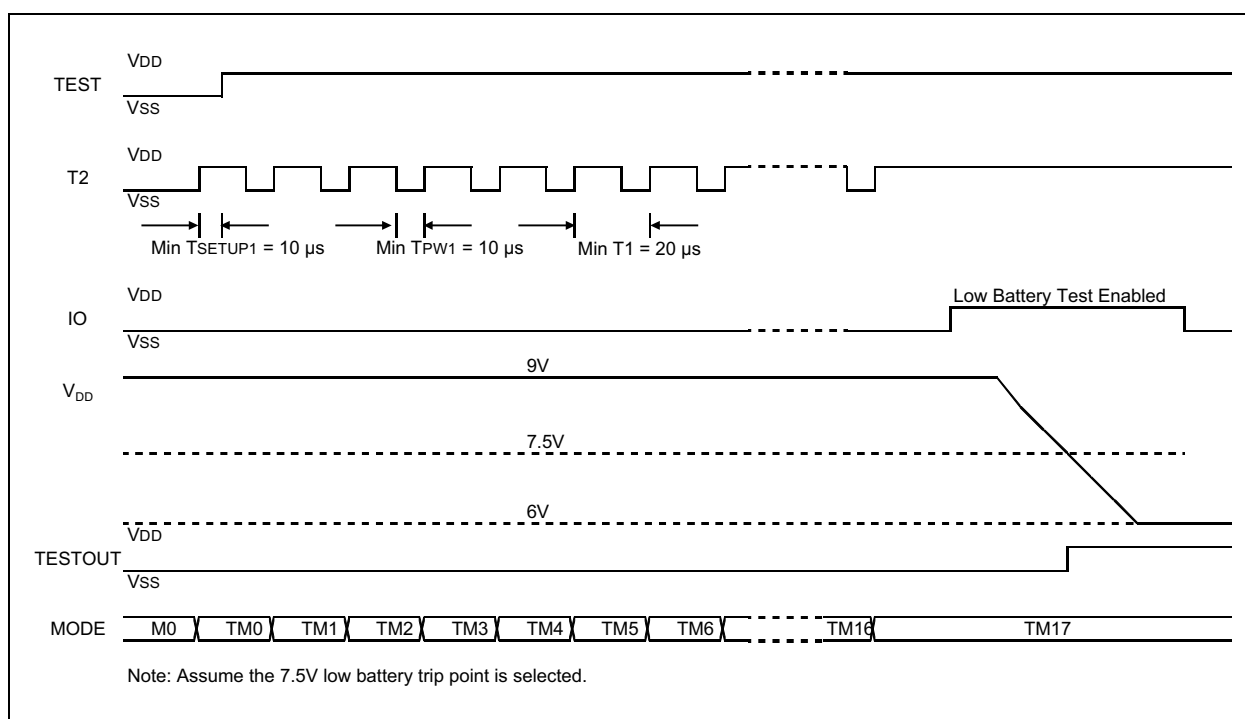 VDD
TEST
VSS
VDD
T2
VSS
Min TSETUP1 = 10 µs
Min TPW1 = 10 µs
Min T1 = 20 µs
VDD
Low Battery Test Enabled
IO
VSS
9V
VDD
7.5V
6V
VDD
TESTOUT
VSS
MODE M0 TM0 TM1 TM2 TM3 TM4 TM5 TM6 TM16 TM17
Note: Assume the 7.5V low battery trip point is selected.